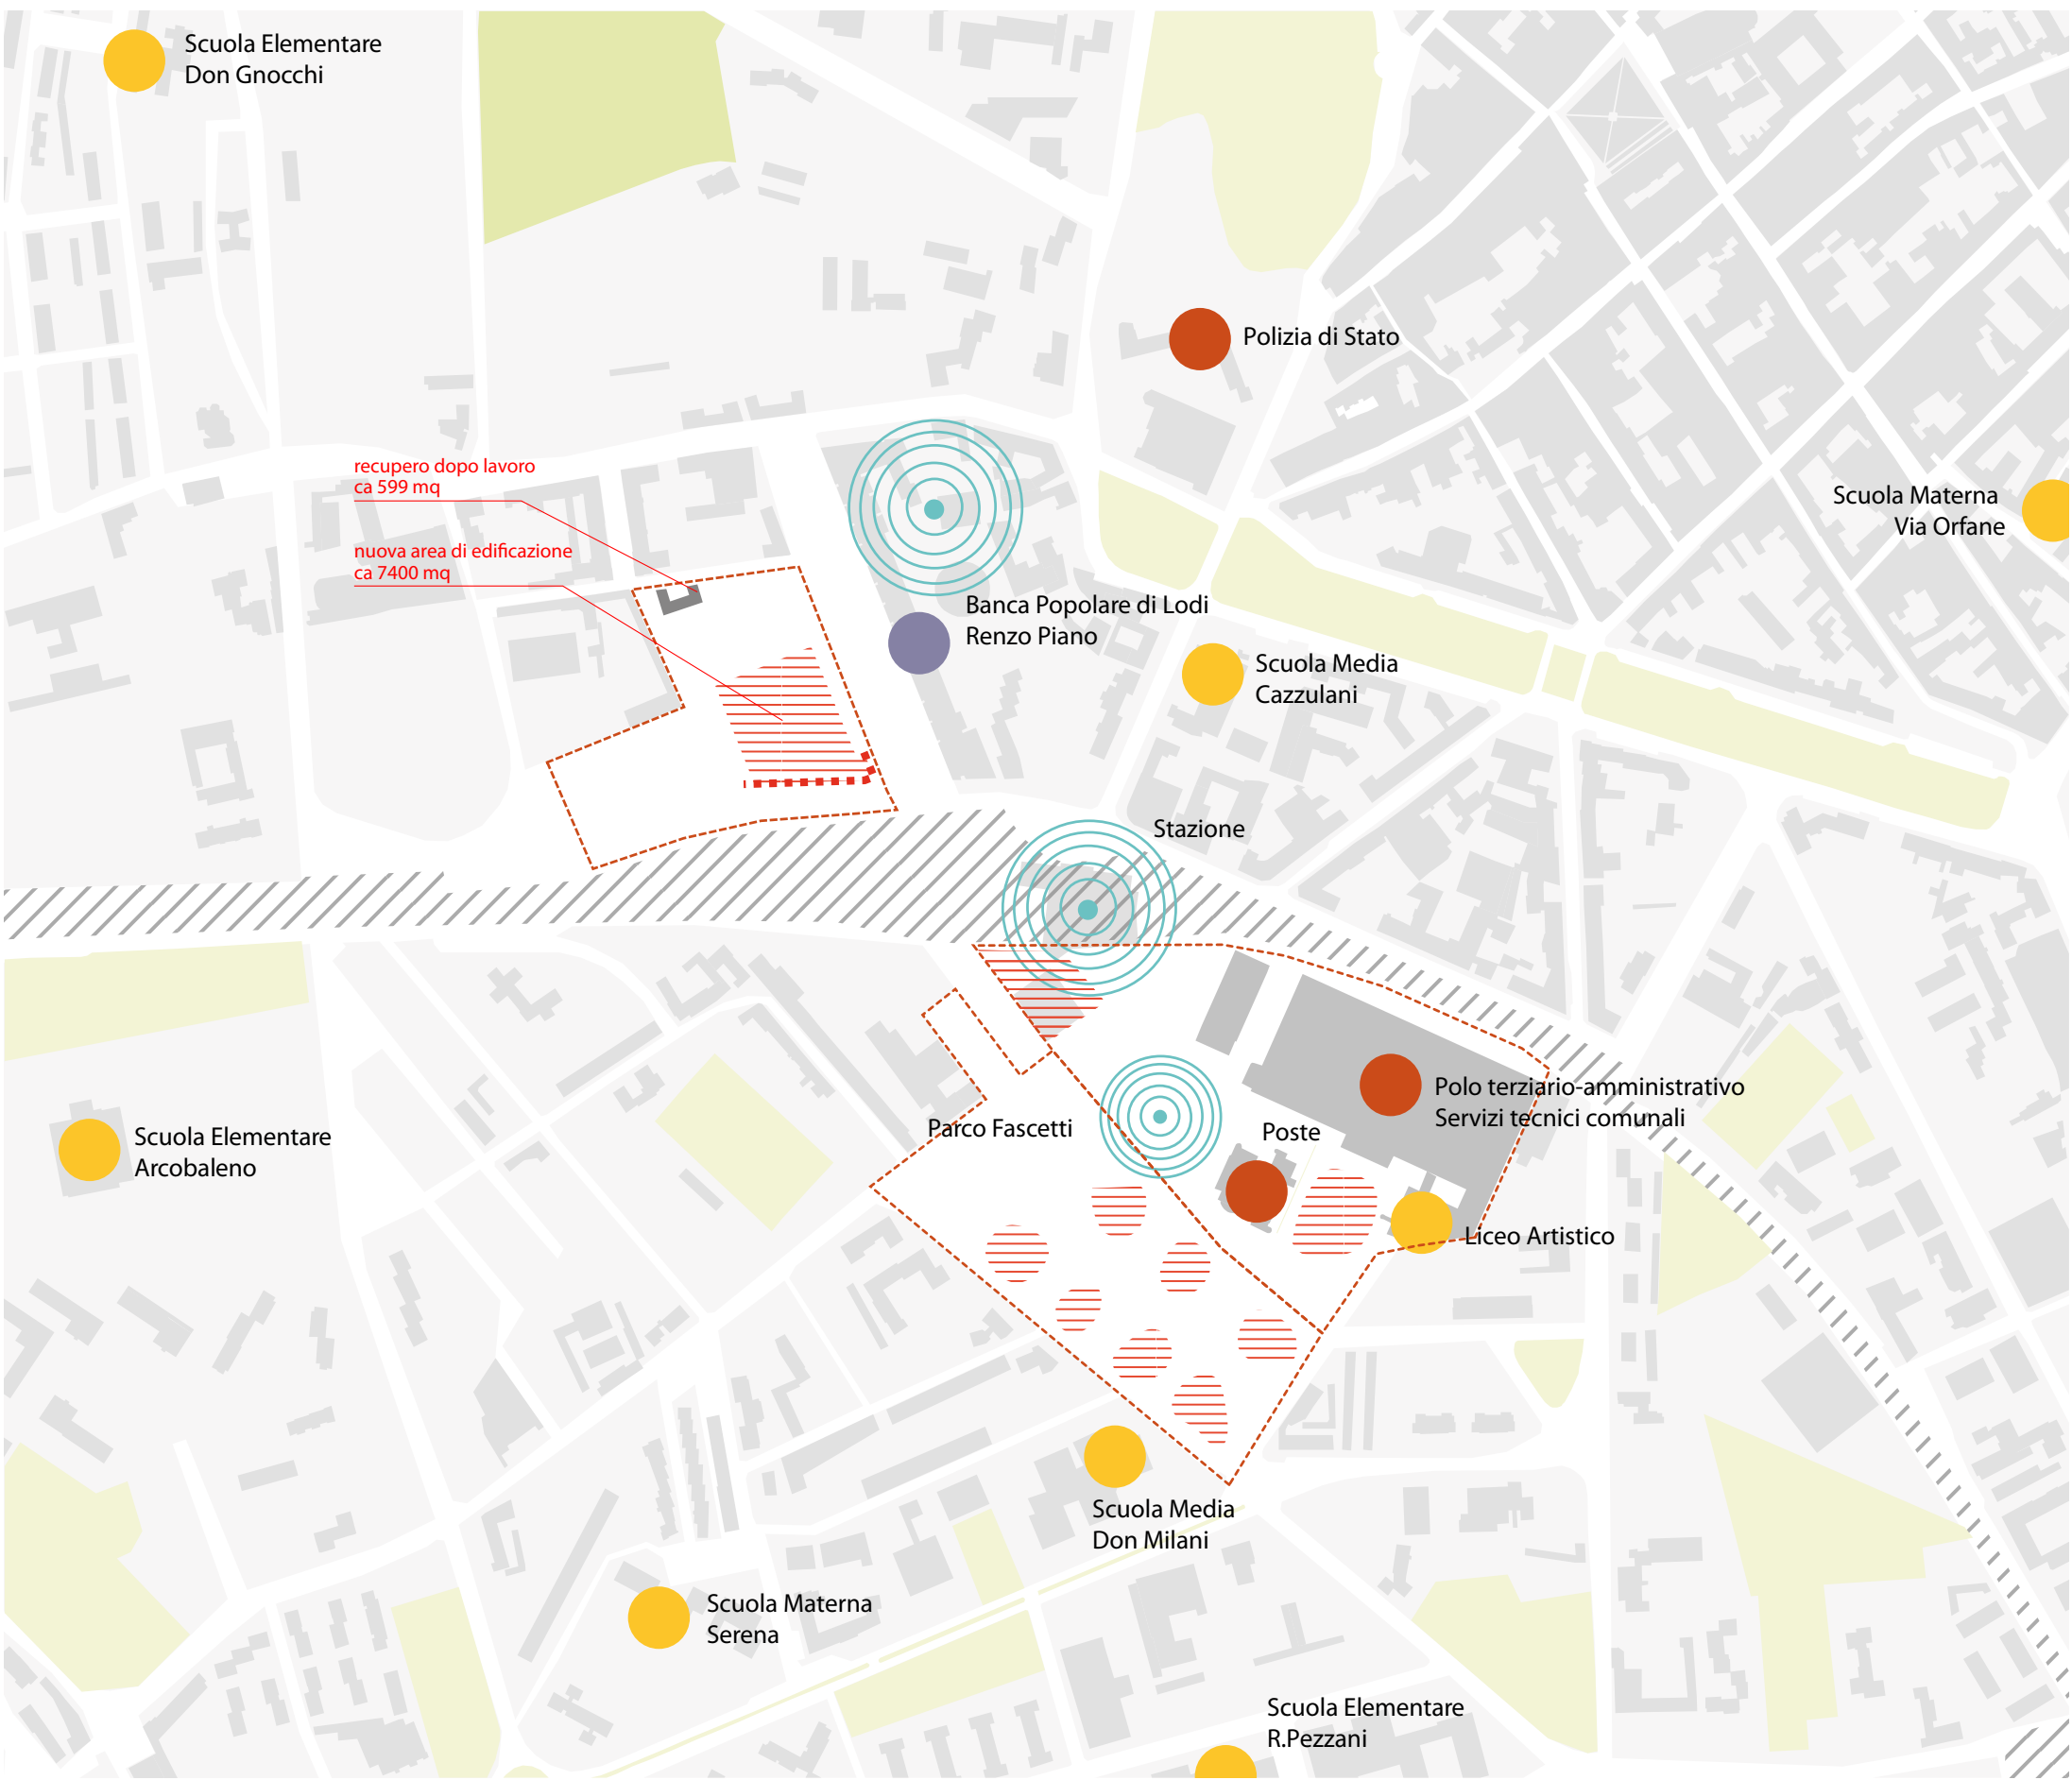 Scuola Elementare
Don Gnocchi
Polizia di Stato
recupero dopo lavoro
ca 599 mq
Scuola Materna
Via Orfane
nuova area di edificazione
ca 7400 mq
Banca Popolare di Lodi
Renzo Piano
Scuola Media
Cazzulani
Stazione
Polo terziario-amministrativo
Servizi tecnici comunali
Parco Fascetti
Poste
Scuola Elementare
Arcobaleno
Liceo Artistico
Scuola Media
Don Milani
Scuola Materna
Serena
Scuola Elementare
R.Pezzani